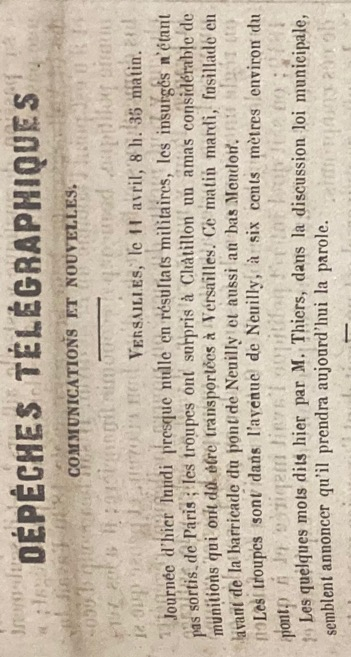 DÉPÊCHES TÉLÉGRAPHIQUES
COMMUNICATIONS ET NOUVELLES.
VERSAILLES, le 11 avril, 8 h. 35 matin.
Journée d'hier lundi presque nulle en résultats militaires, les insurgés n'étant
pas sortis de Paris ; les troupes ont surpris à Châtillon un amas considérable de
munitions qui ont dû être transportées à Versailles. Ce matin mardi, fusillade en
avant de la barricade du pont de Neuilly et aussi au bas Mendon.
Les troupes sont dans l'avenue de Neuilly, à six cents mètres environ du
pont.
Les quelques mots dits hier par M. Thiers, dans la discussion loi municipale,
semblent annoncer qu'il prendra aujourd'hui la parole.